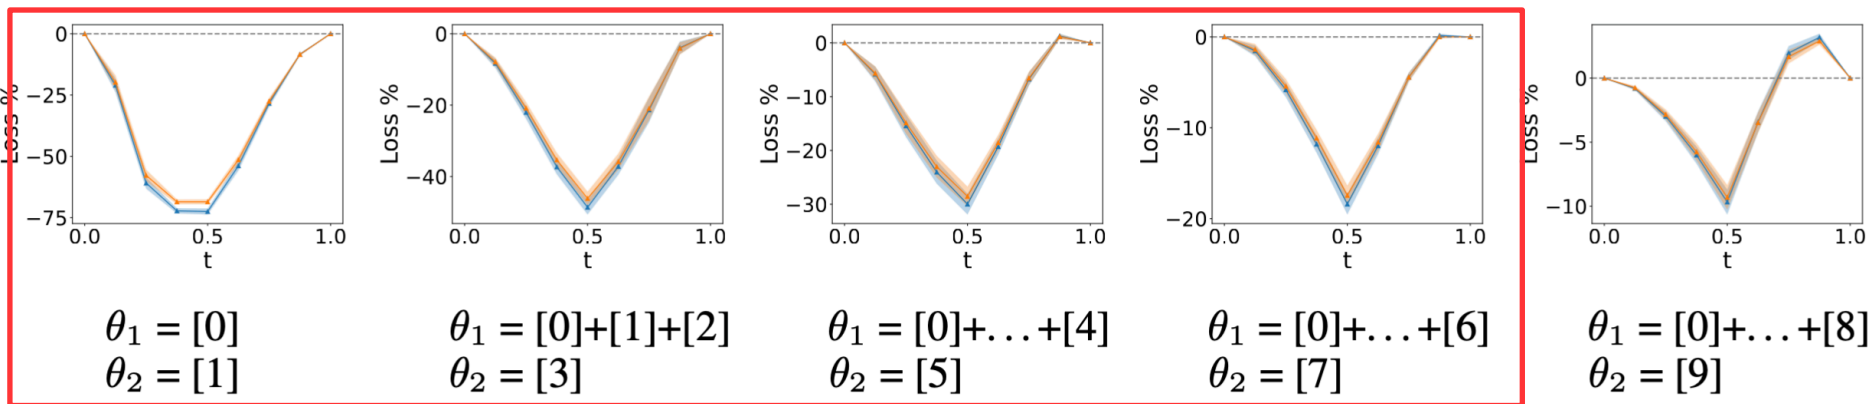 0
−25
−50
−75
Loss %
0.0 0.5 1.0
t
θ₁ = [0]
θ₂ = [1]
0
−20
−40
Loss %
0.0 0.5 1.0
t
θ₁ = [0]+[1]+[2]
θ₂ = [3]
0
−10
−20
−30
Loss %
0.0 0.5 1.0
t
θ₁ = [0]+...+[4]
θ₂ = [5]
0
−10
−20
Loss %
0.0 0.5 1.0
t
θ₁ = [0]+...+[6]
θ₂ = [7]
0
−5
−10
Loss %
0.0 0.5 1.0
t
θ₁ = [0]+...+[8]
θ₂ = [9]